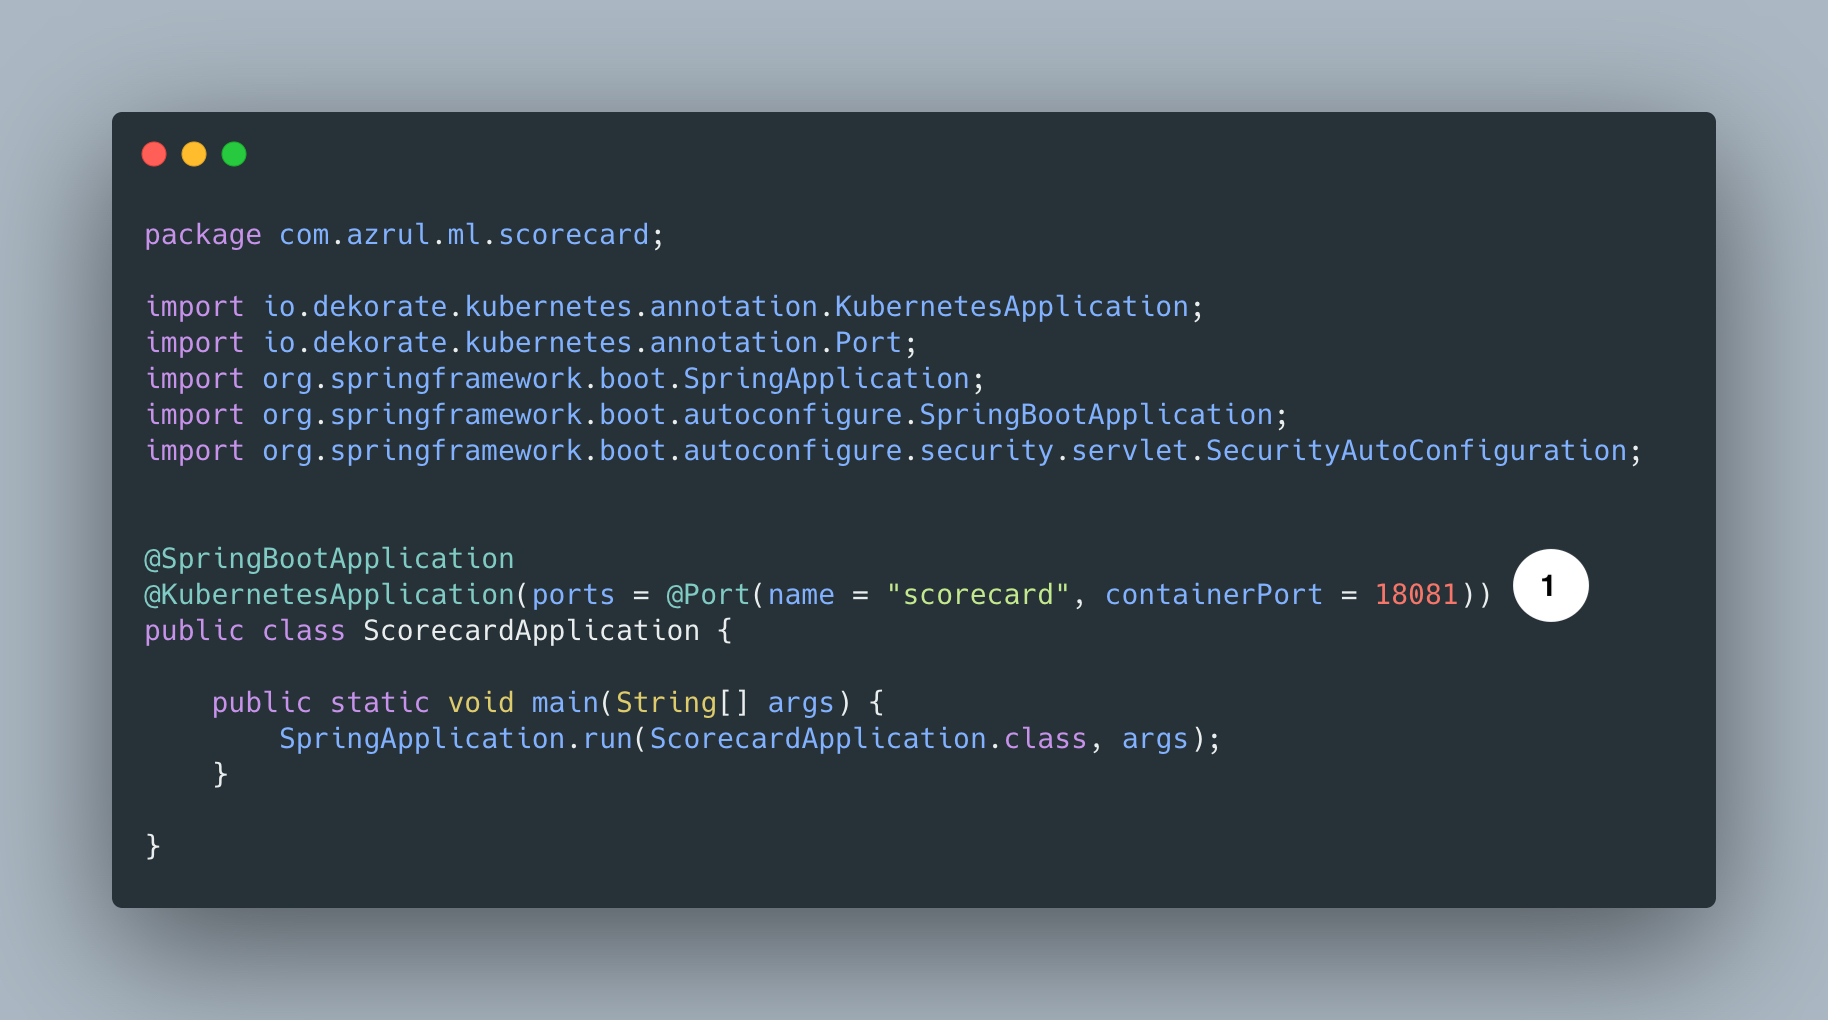 package com.azrul.ml.scorecard;
import io.dekorate.kubernetes.annotation.KubernetesApplication;
import io.dekorate.kubernetes.annotation.Port;
import org.springframework.boot.SpringApplication;
import org.springframework.boot.autoconfigure.SpringBootApplication;
import org.springframework.boot.autoconfigure.security.servlet.SecurityAutoConfiguration;
@SpringBootApplication
@KubernetesApplication(ports = @Port(name = "scorecard", containerPort = 18081)) 1
public class ScorecardApplication {
    public static void main(String[] args) {
        SpringApplication.run(ScorecardApplication.class, args);
    }
}